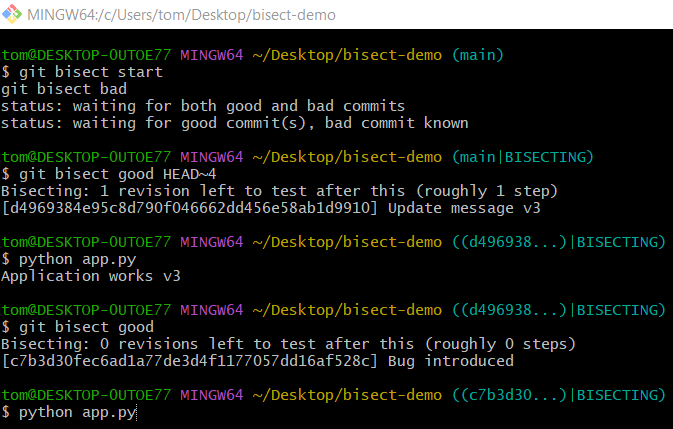 MINGW64:/c/Users/tom/Desktop/bisect-demo
tom@DESKTOP-OUTOE77 MINGW64 ~/Desktop/bisect-demo (main)
$ git bisect start
git bisect bad
status: waiting for both good and bad commits
status: waiting for good commit(s), bad commit known
tom@DESKTOP-OUTOE77 MINGW64 ~/Desktop/bisect-demo (main|BISECTING)
$ git bisect good HEAD~4
Bisecting: 1 revision left to test after this (roughly 1 step)
[d4969384e95c8d790f046662dd456e58ab1d9910] Update message v3
tom@DESKTOP-OUTOE77 MINGW64 ~/Desktop/bisect-demo ((d496938...)|BISECTING)
$ python app.py
Application works v3
tom@DESKTOP-OUTOE77 MINGW64 ~/Desktop/bisect-demo ((d496938...)|BISECTING)
$ git bisect good
Bisecting: 0 revisions left to test after this (roughly 0 steps)
[c7b3d30fec6ad1a77de3d4f1177057dd16af528c] Bug introduced
tom@DESKTOP-OUTOE77 MINGW64 ~/Desktop/bisect-demo ((c7b3d30...)|BISECTING)
$ python app.py